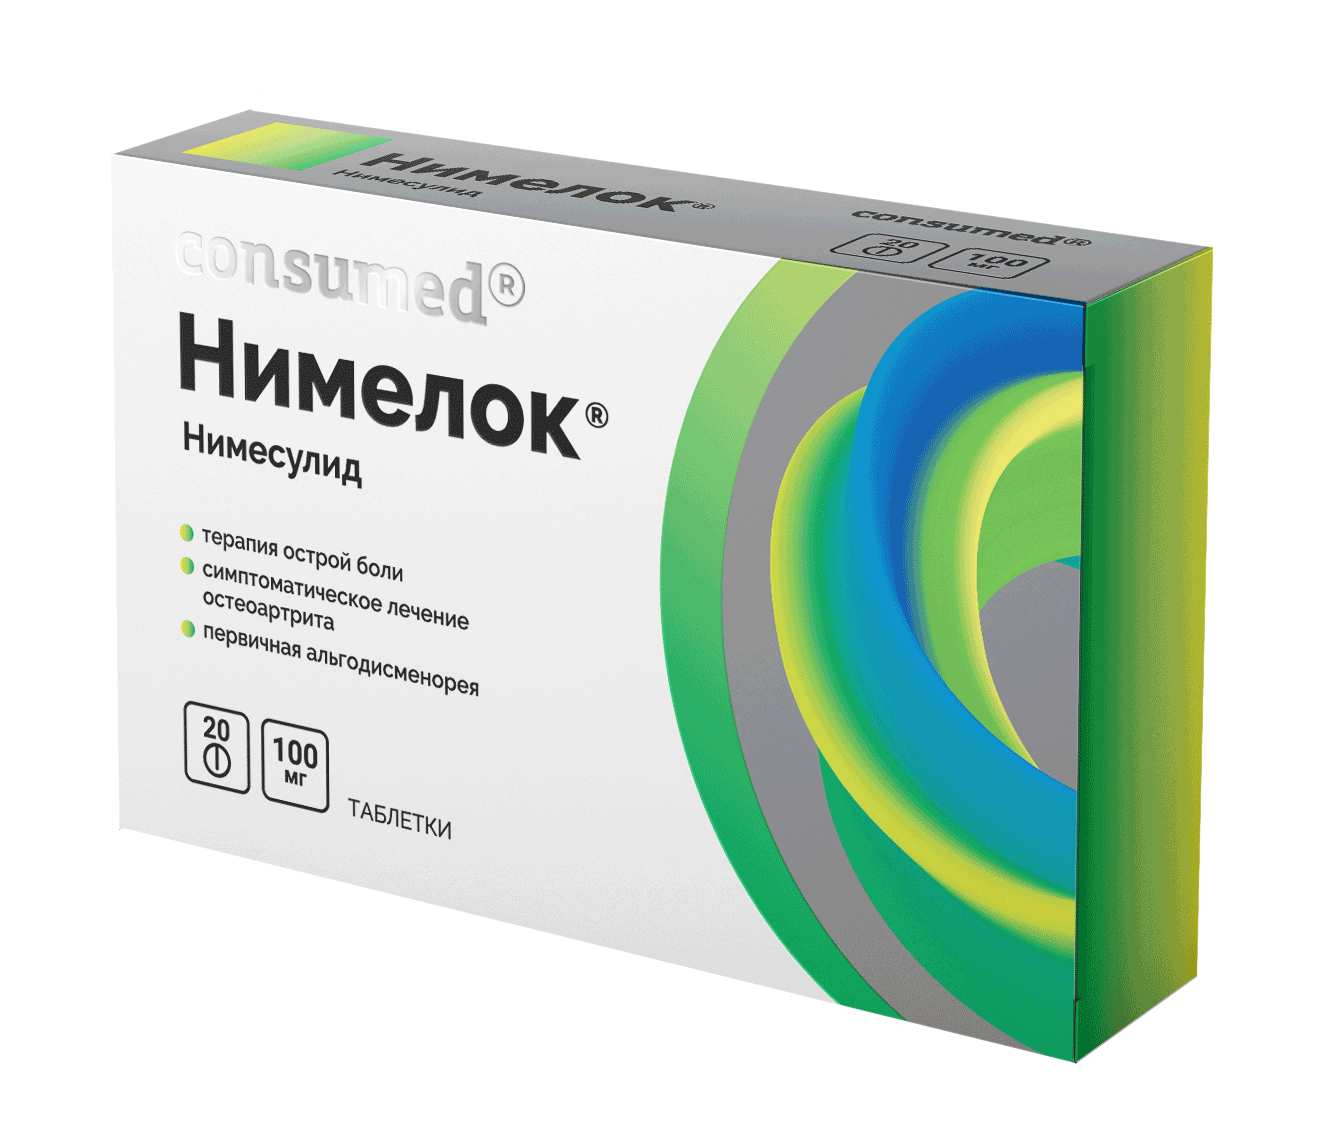 Нимелок®
Нимесулид
consumed®
20
100
мг
consumed®
Нимелок®
Нимесулид
терапия острой боли
симптоматическое лечение
остеоартрита
первичная альгодисменорея
20
100
мг
ТАБЛЕТКИ